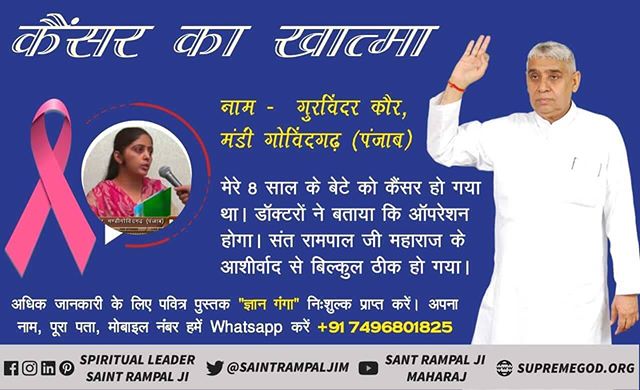 कैंसर का खात्मा
नाम - गुरविंदर कौर,
मंडी गोविंदगढ़ (पंजाब)
मेरे 8 साल के बेटे को कैंसर हो गया
था। डॉक्टरों ने बताया कि ऑपरेशन
होगा। संत रामपाल जी महाराज के
आशीर्वाद से बिल्कुल ठीक हो गया।
मण्डीगोविंदगढ़ (पंजाब)
अधिक जानकारी के लिए पवित्र पुस्तक "ज्ञान गंगा" निःशुल्क प्राप्त करें। अपना
नाम, पूरा पता, मोबाइल नंबर हमें Whatsapp करें +91 7496801825
SPIRITUAL LEADER
SAINT RAMPAL JI
@SAINTRAMPALJIM
SANT RAMPAL JI
MAHARAJ
SUPREMEGOD.ORG